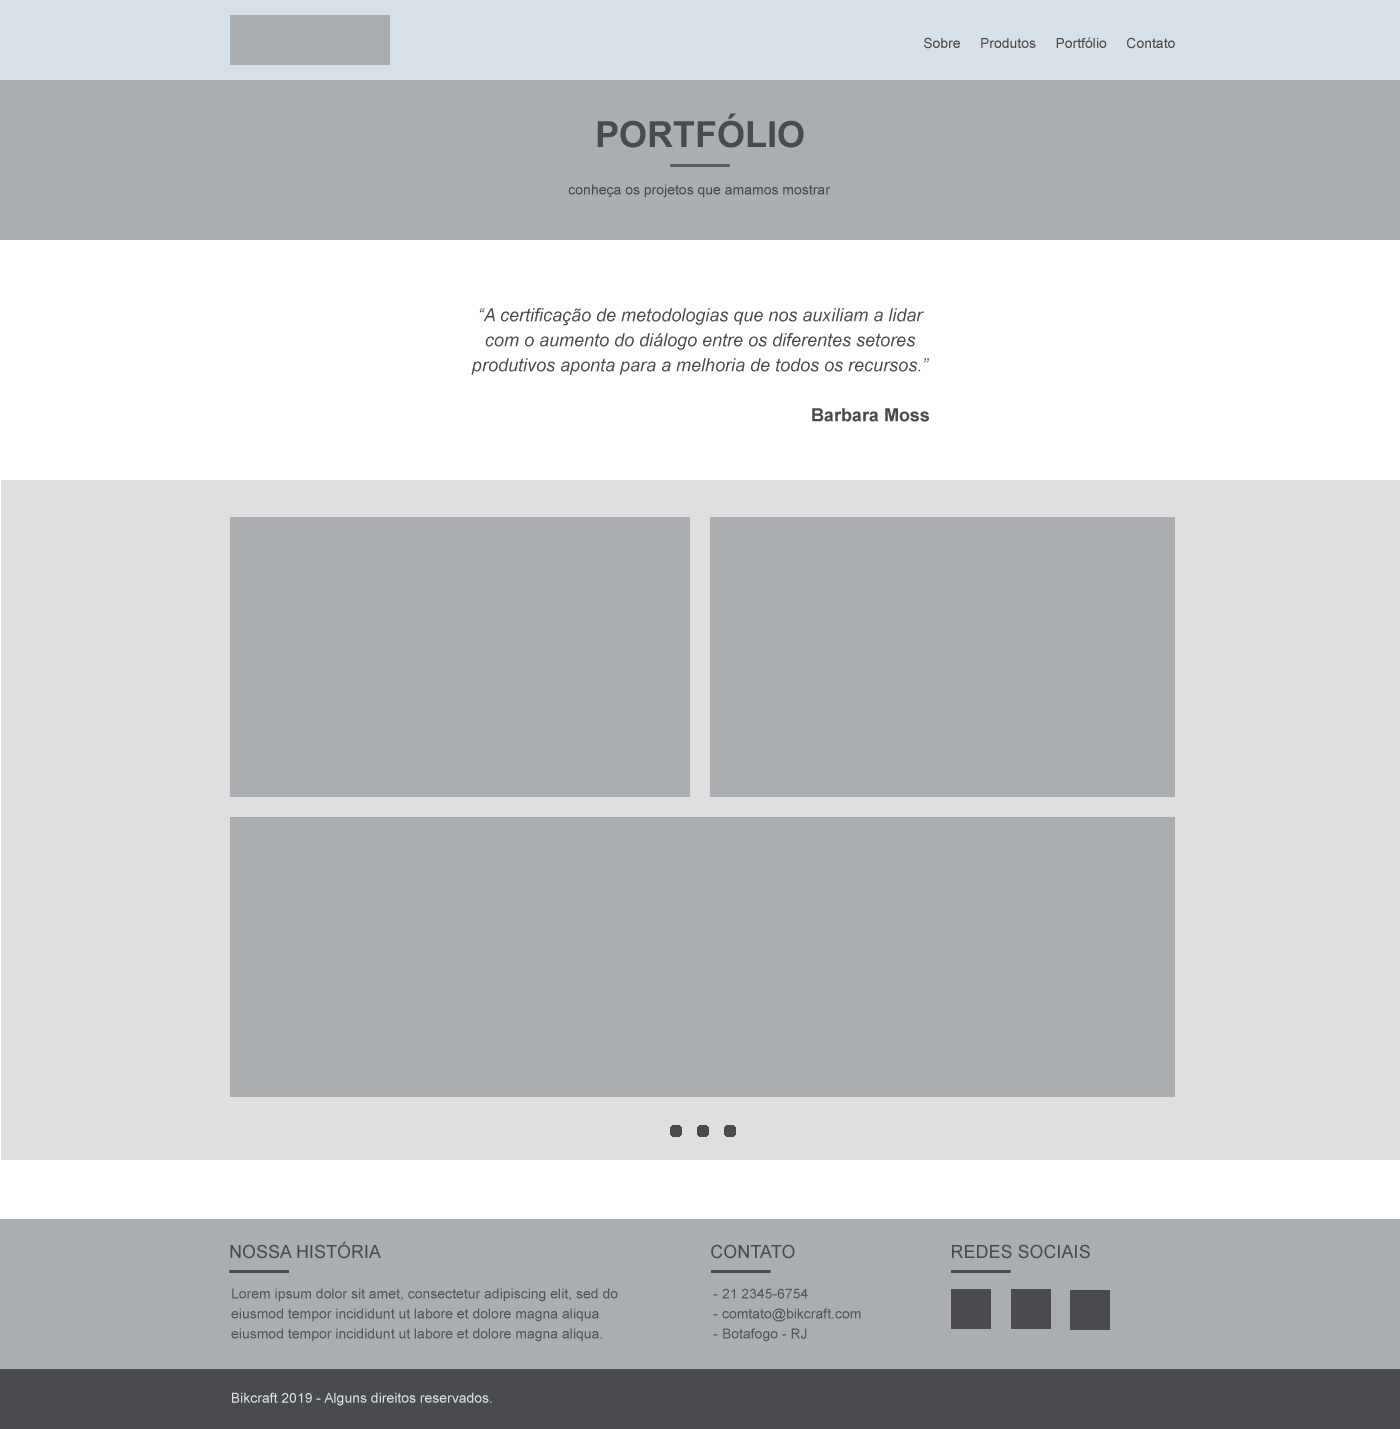 Sobre Produtos Portfólio Contato
PORTFÓLIO
conheça os projetos que amamos mostrar
“A certificação de metodologias que nos auxiliam a lidar
com o aumento do diálogo entre os diferentes setores
produtivos aponta para a melhoria de todos os recursos.”
Barbara Moss
NOSSA HISTÓRIA
Lorem ipsum dolor sit amet, consectetur adipiscing elit, sed do
eiusmod tempor incididunt ut labore et dolore magna aliqua
eiusmod tempor incididunt ut labore et dolore magna aliqua.
CONTATO
- 21 2345-6754
- comtato@bikcraft.com
- Botafogo - RJ
REDES SOCIAIS
Bikcraft 2019 - Alguns direitos reservados.